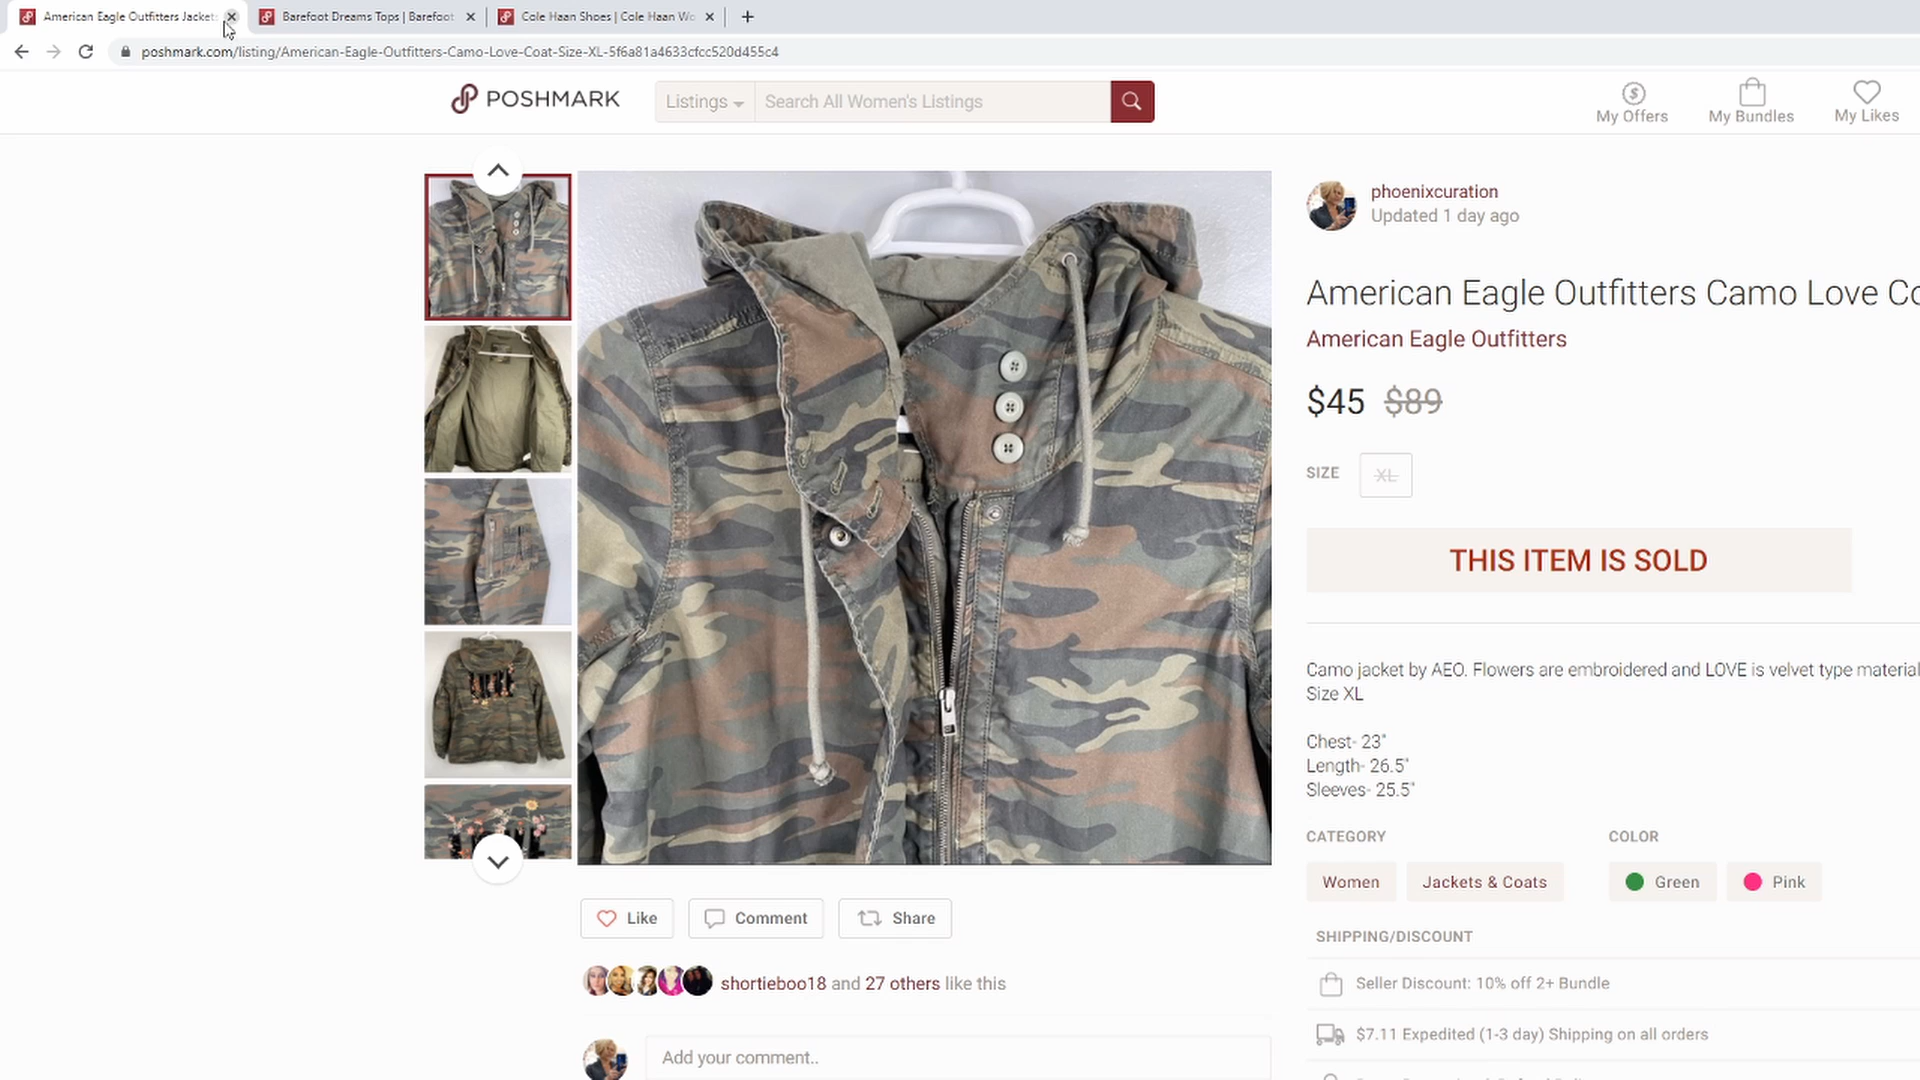 American Eagle Outfitters Jacket
Barefoot Dreams Tops | Barefoot
Cole Haan Shoes | Cole Haan Wo
poshmark.com/listing/American-Eagle-Outfitters-Camo-Love-Coat-Size-XL-5f6a81a4633cfcc520d455c4
POSHMARK
Listings
Search All Women's Listings
My Offers
My Bundles
My Likes
phoenixcuration
Updated 1 day ago
American Eagle Outfitters Camo Love Co
American Eagle Outfitters
$45 $89
SIZE XL
THIS ITEM IS SOLD
Camo jacket by AEO. Flowers are embroidered and LOVE is velvet type material
Size XL
Chest- 23"
Length- 26.5"
Sleeves- 25.5"
CATEGORY
COLOR
Women
Jackets & Coats
Green
Pink
Like
Comment
Share
SHIPPING/DISCOUNT
shortieboo18 and 27 others like this
Seller Discount: 10% off 2+ Bundle
$7.11 Expedited (1-3 day) Shipping on all orders
Add your comment..